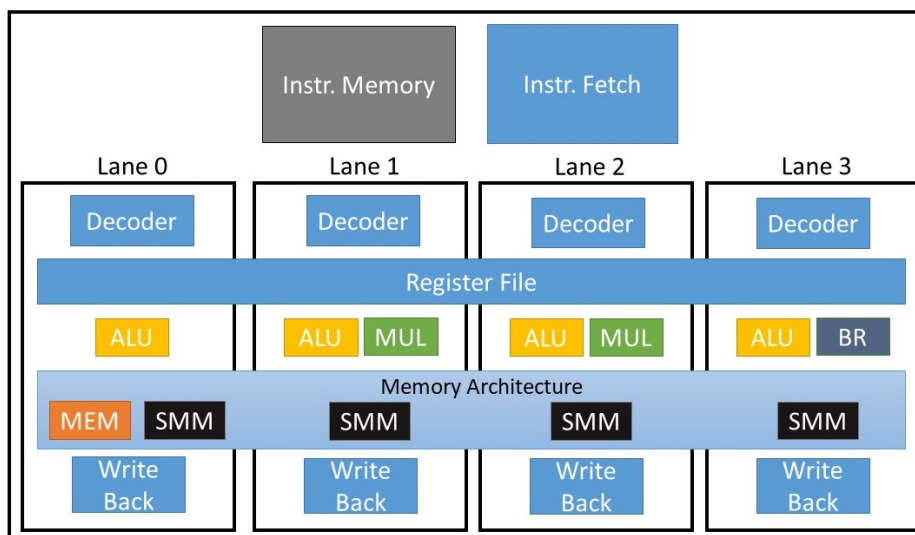 Instr. Memory
Instr. Fetch
Lane 0
Lane 1
Lane 2
Lane 3
Decoder
Decoder
Decoder
Decoder
Register File
ALU
ALU
MUL
ALU
MUL
ALU
BR
Memory Architecture
MEM
SMM
SMM
SMM
SMM
Write
Back
Write
Back
Write
Back
Write
Back